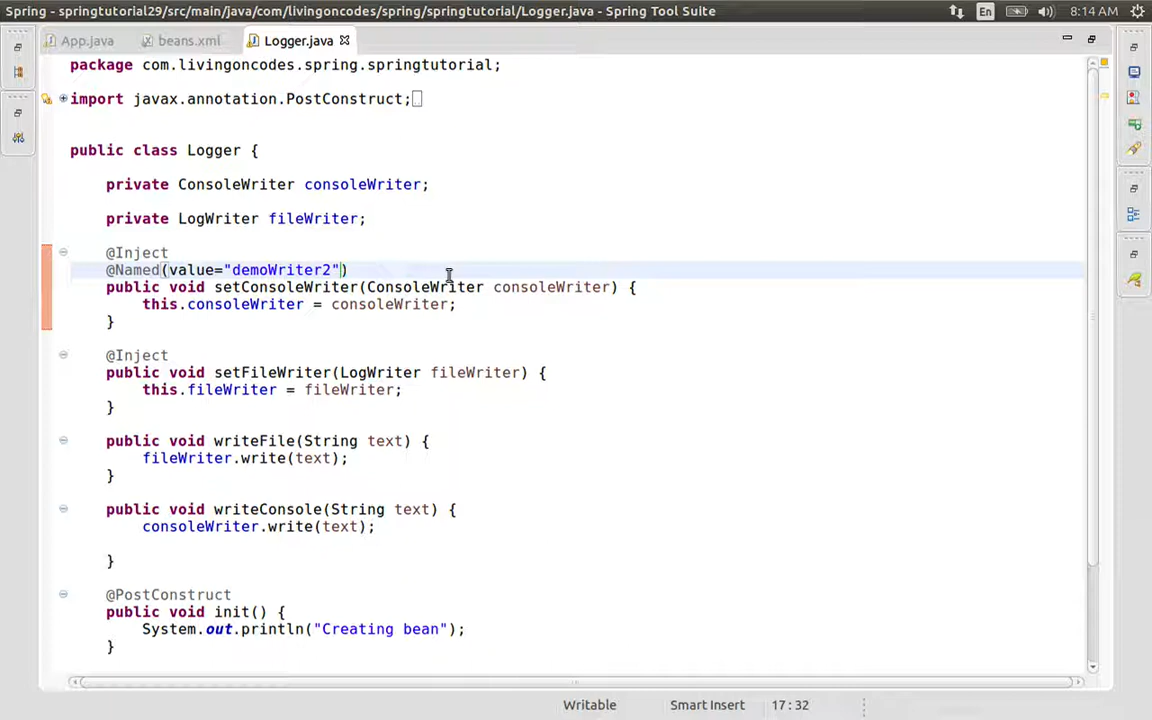 Spring - springtutorial29/src/main/java/com/livingoncodes/spring/springtutorial/Logger.java - Spring Tool Suite
En
8:14 AM
App.java
beans.xml
Logger.java
package com.livingoncodes.spring.springtutorial;
import javax.annotation.PostConstruct;
public class Logger {
private ConsoleWriter consoleWriter;
private LogWriter fileWriter;
@Inject
@Named(value="demoWriter2")
public void setConsoleWriter(ConsoleWriter consoleWriter) {
this.consoleWriter = consoleWriter;
}
@Inject
public void setFileWriter(LogWriter fileWriter) {
this.fileWriter = fileWriter;
}
public void writeFile(String text) {
fileWriter.write(text);
}
public void writeConsole(String text) {
consoleWriter.write(text);
}
@PostConstruct
public void init() {
System.out.println("Creating bean");
}
Writable
Smart Insert
17 : 32